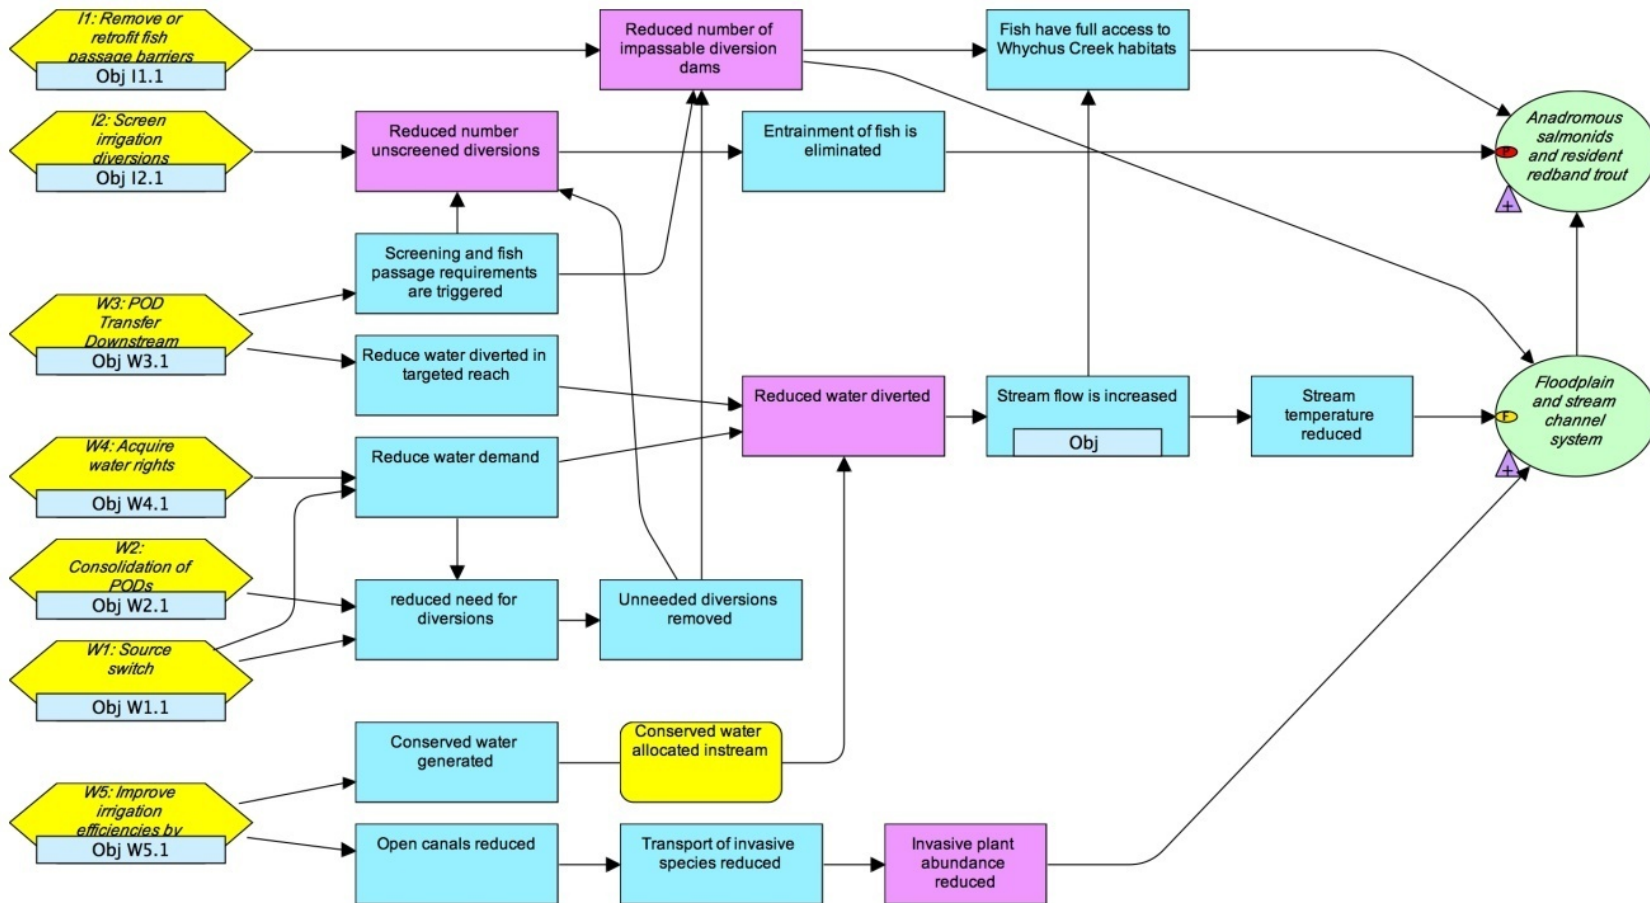 I1: Remove or
retrofit fish
passage barriers
Obj I1.1
Reduced number of
impassable diversion
dams
Fish have full access to
Whychus Creek habitats
I2: Screen
irrigation
diversions
Obj I2.1
Reduced number
unscreened diversions
Entrainment of fish is
eliminated
Anadromous
salmonids
and resident
redband trout
P
+
Screening and fish
passage requirements
are triggered
W3: POD
Transfer
Downstream
Obj W3.1
Reduce water diverted in
targeted reach
Reduced water diverted
Stream flow is increased
Obj
Stream
temperature
reduced
Floodplain
and stream
channel
system
F
+
W4: Acquire
water rights
Obj W4.1
Reduce water demand
W2:
Consolidation of
PODs
Obj W2.1
reduced need for
diversions
Unneeded diversions
removed
W1: Source
switch
Obj W1.1
Conserved water
generated
Conserved water
allocated instream
W5: Improve
irrigation
efficiencies by
Obj W5.1
Open canals reduced
Transport of invasive
species reduced
Invasive plant
abundance
reduced